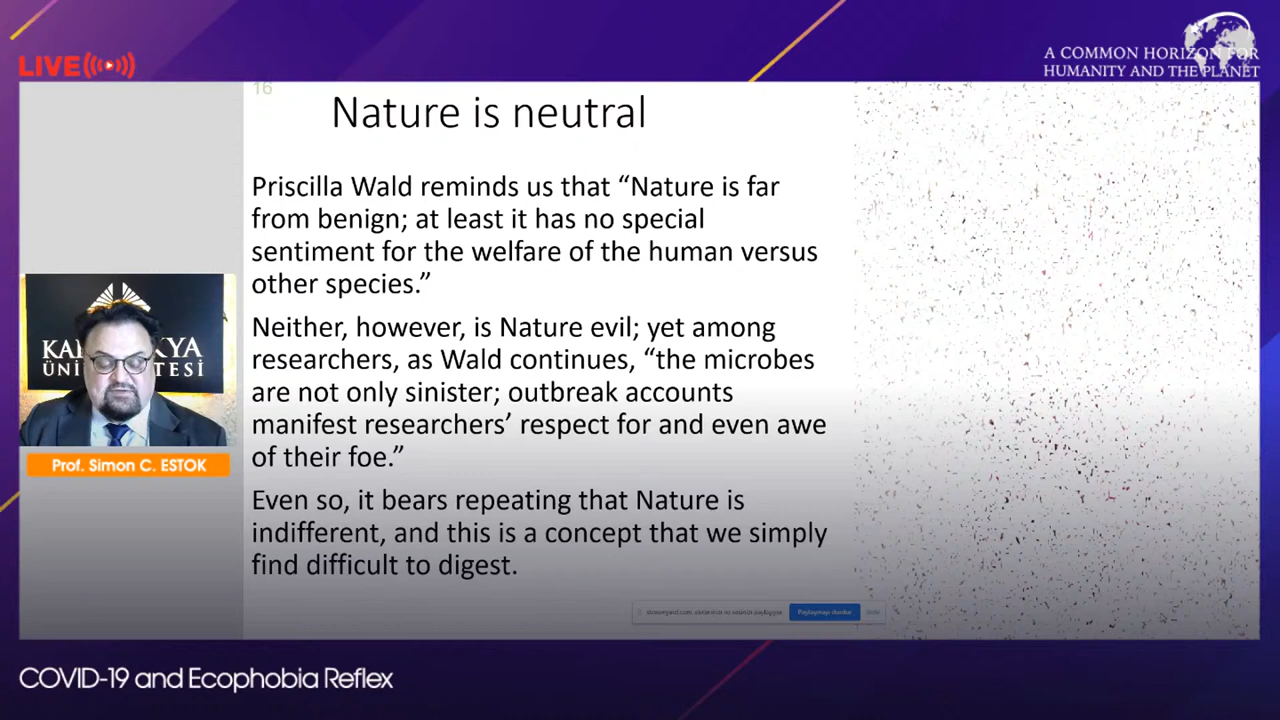 LIVE
A COMMON HORIZON FOR
HUMANITY AND THE PLANET
16
Nature is neutral
Priscilla Wald reminds us that “Nature is far
from benign; at least it has no special
sentiment for the welfare of the human versus
other species.”
Neither, however, is Nature evil; yet among
researchers, as Wald continues, “the microbes
are not only sinister; outbreak accounts
manifest researchers’ respect for and even awe
of their foe.”
Even so, it bears repeating that Nature is
indifferent, and this is a concept that we simply
find difficult to digest.
Prof. Simon C. ESTOK
Paylaşmayı durdur
COVID-19 and Ecophobia Reflex